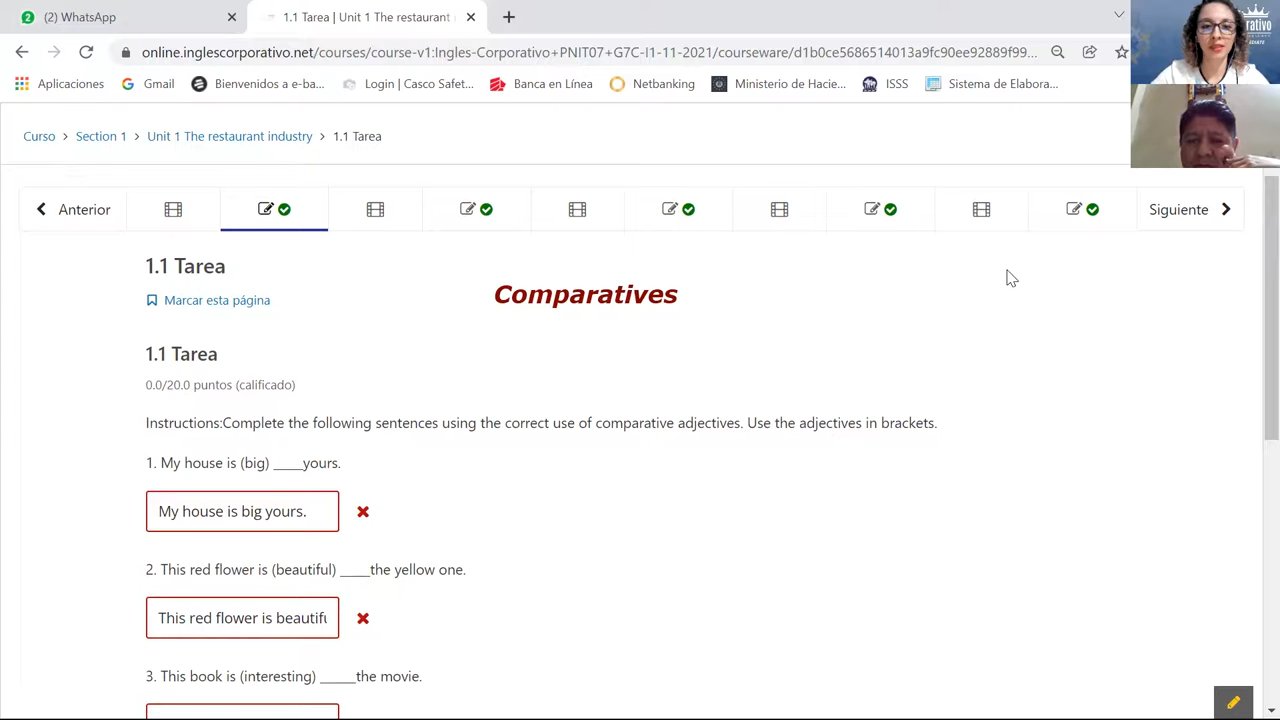 2 (2) WhatsApp
1.1 Tarea | Unit 1 The restaurant
online.inglescorporativo.net/courses/course-v1:Ingles-Corporativo+PNIT07+G7C-I1-11-2021/courseware/
Aplicaciones Gmail Bienvenidos a e-ba... Login | Casco Safet... Banca en Línea Netbanking Ministerio de Hacie... ISSS Sistema de Elabora...
rativo
Curso > Section 1 > Unit 1 The restaurant industry > 1.1 Tarea
Anterior Siguiente
1.1 Tarea
Marcar esta página
Comparatives
1.1 Tarea
0.0/20.0 puntos (calificado)
Instructions:Complete the following sentences using the correct use of comparative adjectives. Use the adjectives in brackets.
1. My house is (big) ____yours.
My house is big yours.
2. This red flower is (beautiful) ____the yellow one.
This red flower is beautifu
3. This book is (interesting) _____the movie.